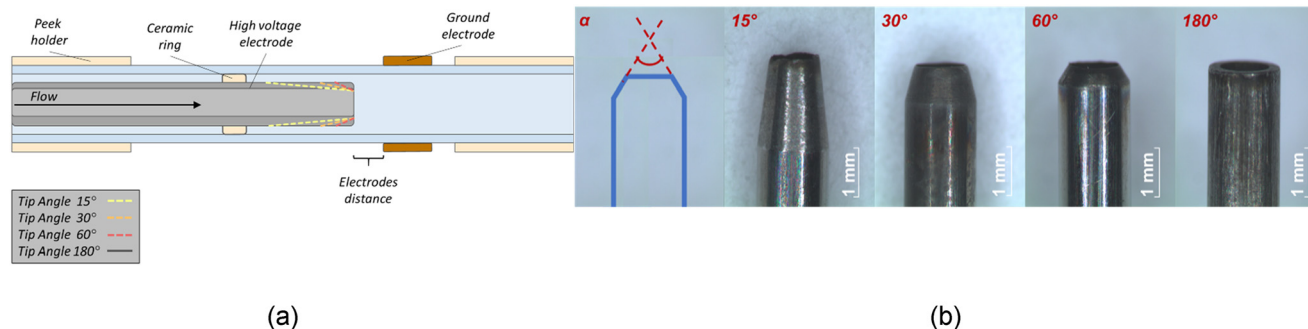 Peek
holder
Ceramic
ring
High voltage
electrode
Ground
electrode
Flow
Electrodes
distance
Tip Angle 15°
Tip Angle 30°
Tip Angle 60°
Tip Angle 180°
(a)
α
15°
30°
60°
180°
1 mm
1 mm
1 mm
1 mm
(b)